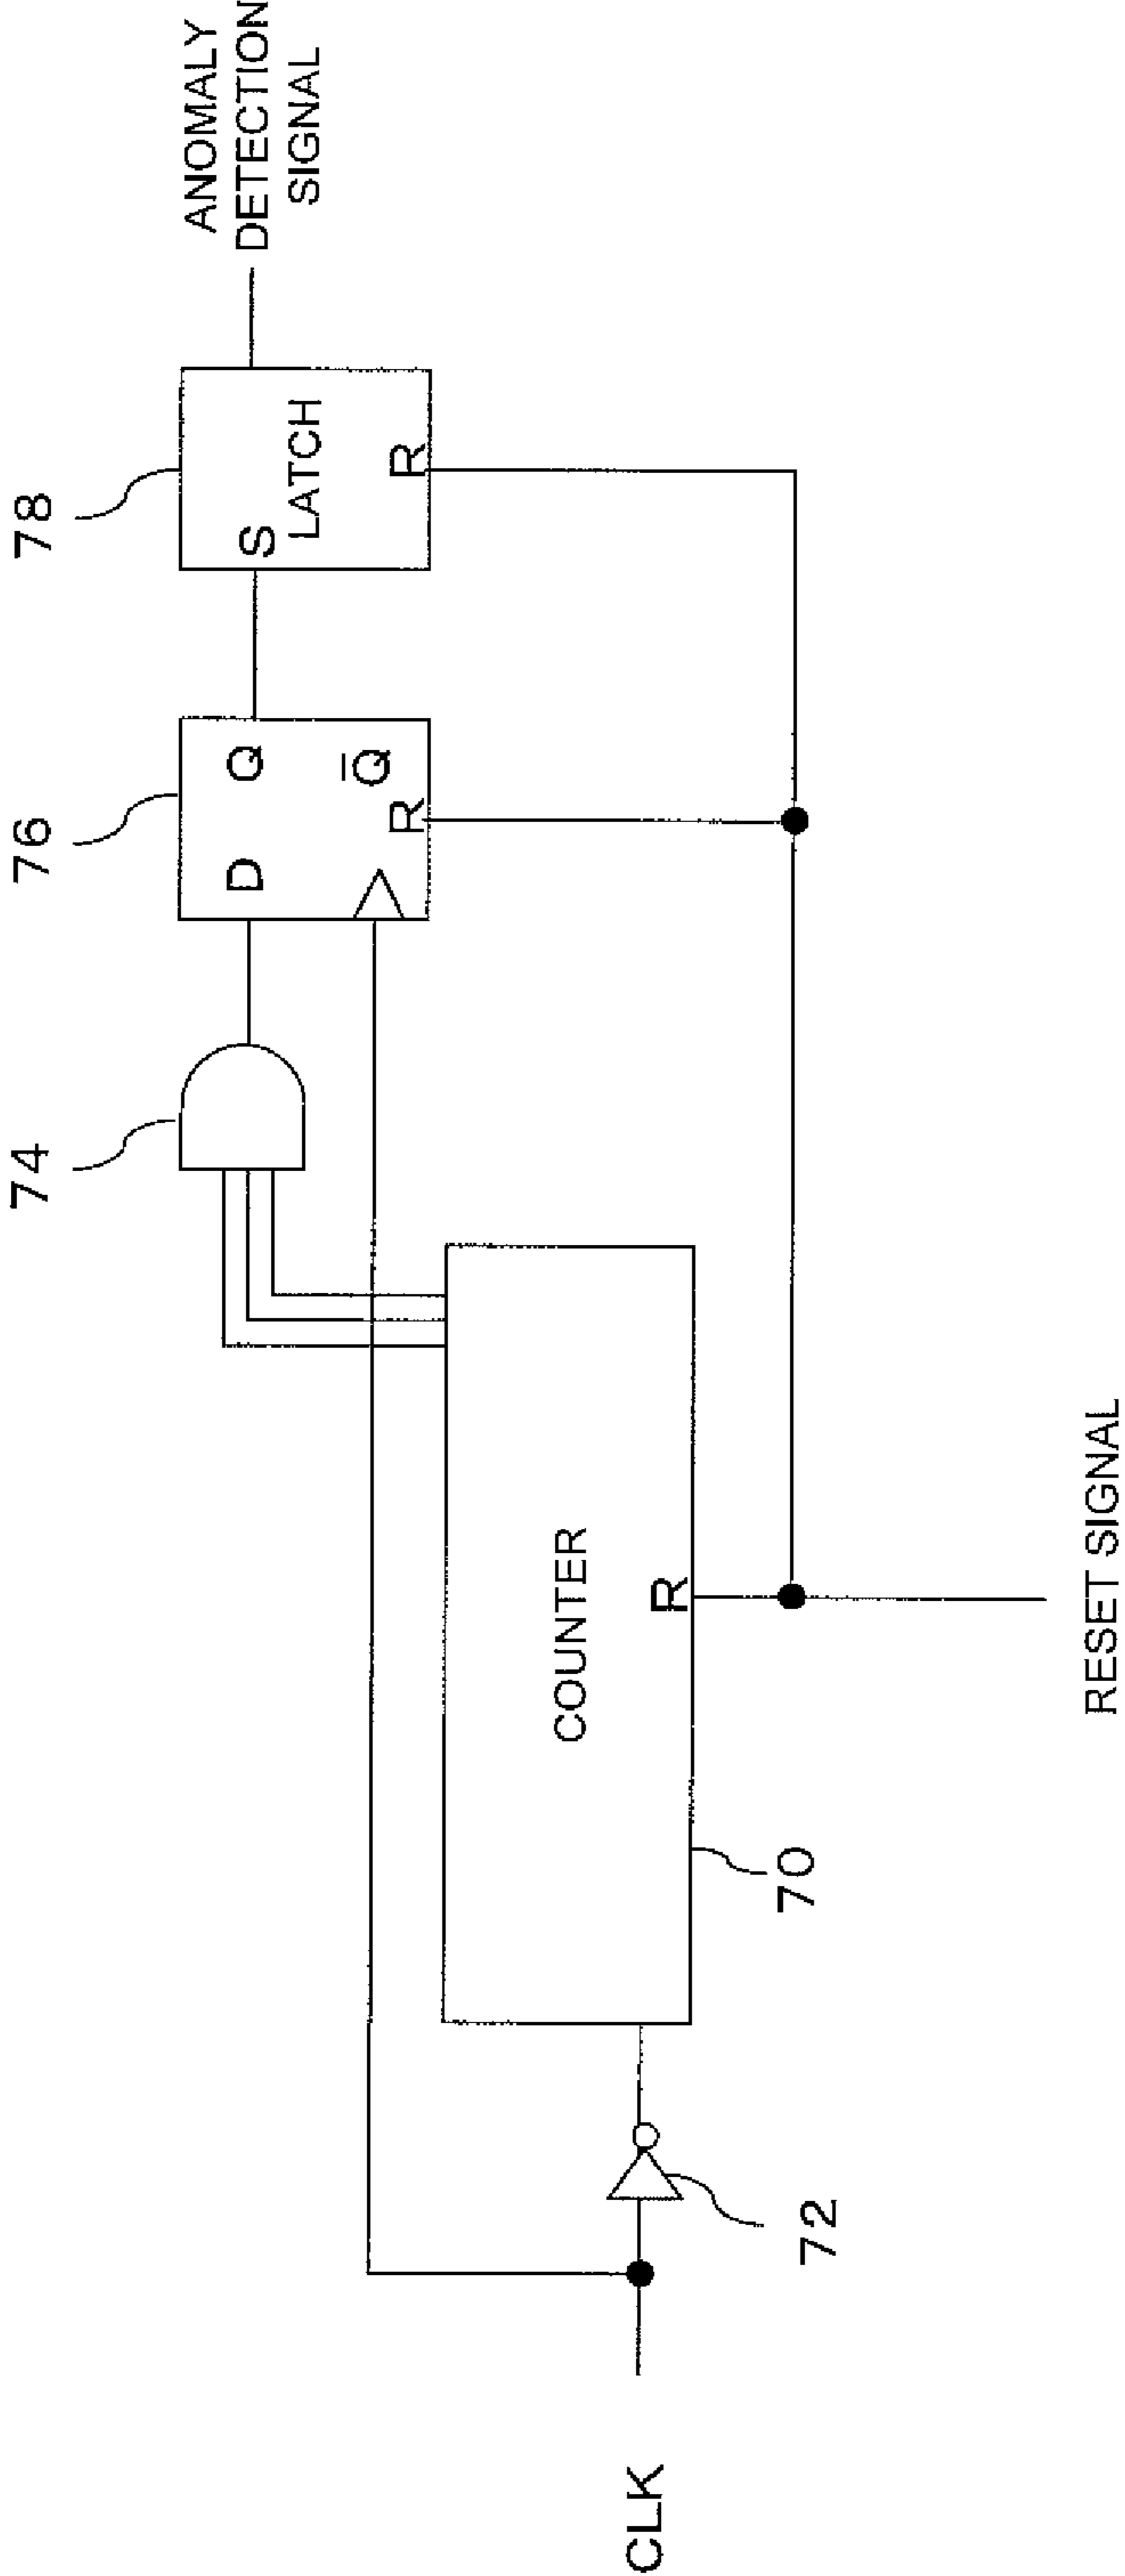 78
76
74
ANOMALY
DETECTION
SIGNAL
S
LATCH
R
D
Q
Q̅
R
COUNTER
R
70
72
CLK
RESET SIGNAL